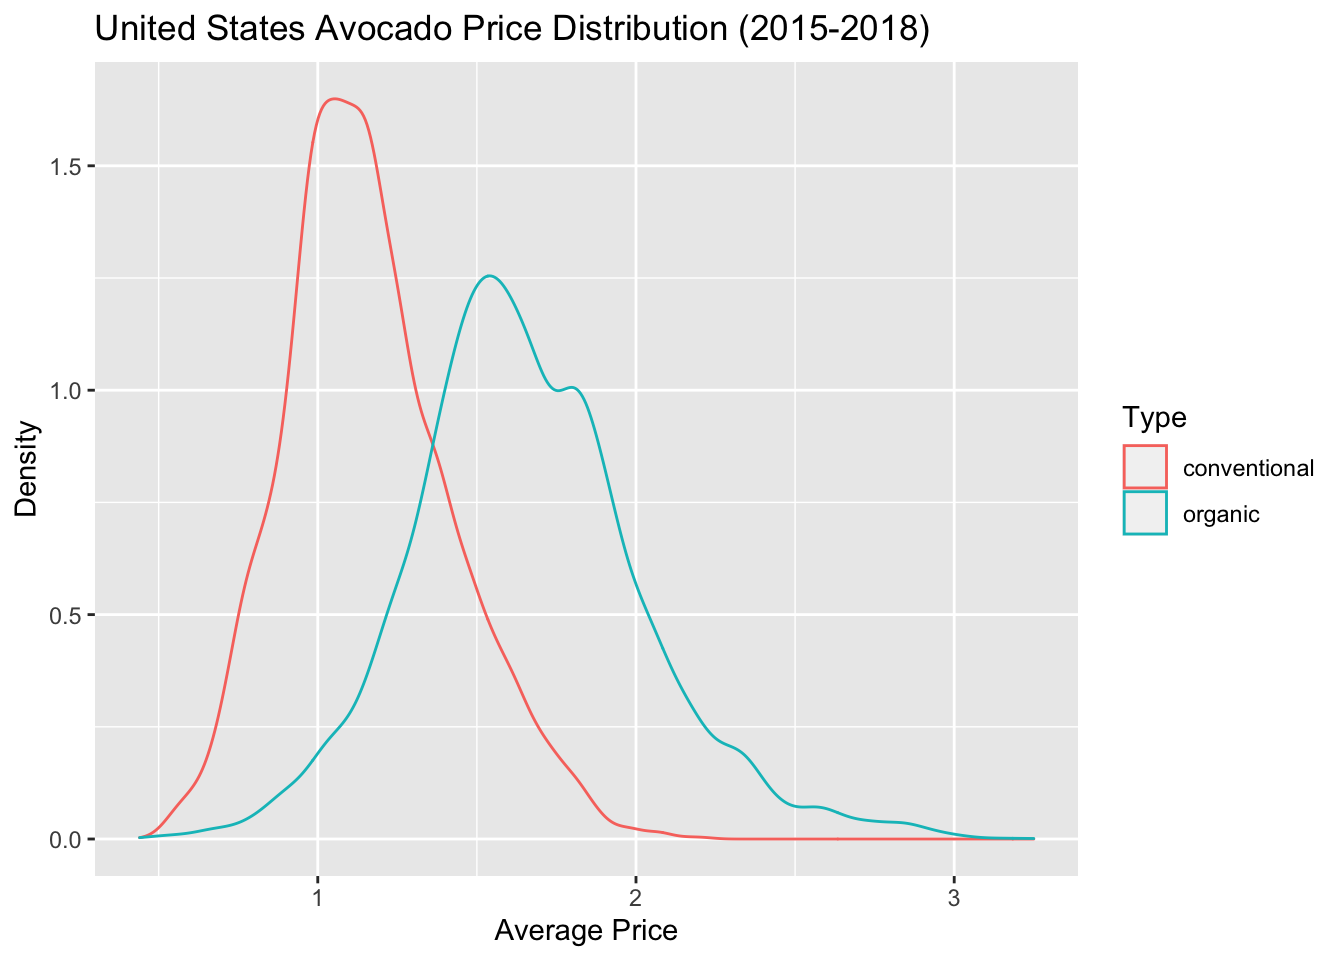 United States Avocado Price Distribution (2015-2018)
1.5
1.0
0.5
0.0
Density
1 2 3
Average Price
Type
conventional
organic